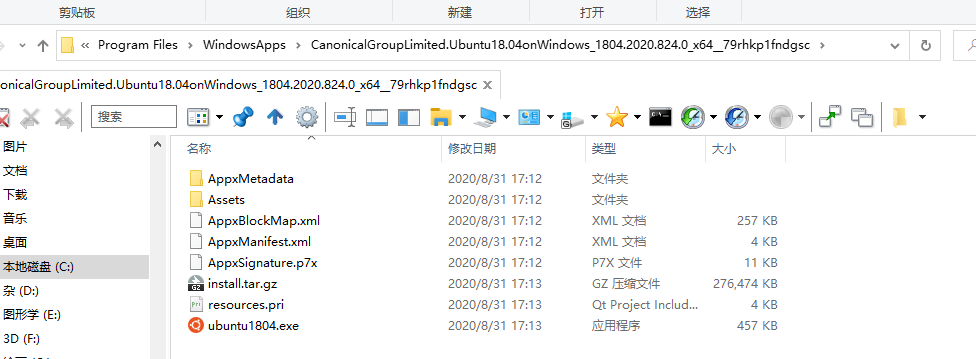 剪贴板 组织 新建 打开 选择
« Program Files > WindowsApps > CanonicalGroupLimited.Ubuntu18.04onWindows_1804.2020.824.0_x64__79rhkp1fndgsc >
onicalGroupLimited.Ubuntu18.04onWindows_1804.2020.824.0_x64__79rhkp1fndgsc
搜索
名称 修改日期 类型 大小
图片
文档
下载
音乐
桌面
本地磁盘 (C:)
杂 (D:)
图形学 (E:)
3D (F:)
AppxMetadata 2020/8/31 17:12 文件夹
Assets 2020/8/31 17:12 文件夹
AppxBlockMap.xml 2020/8/31 17:12 XML 文档 257 KB
AppxManifest.xml 2020/8/31 17:12 XML 文档 4 KB
AppxSignature.p7x 2020/8/31 17:12 P7X 文件 11 KB
install.tar.gz 2020/8/31 17:13 GZ 压缩文件 276,474 KB
resources.pri 2020/8/31 17:13 Qt Project Includ... 4 KB
ubuntu1804.exe 2020/8/31 17:13 应用程序 457 KB